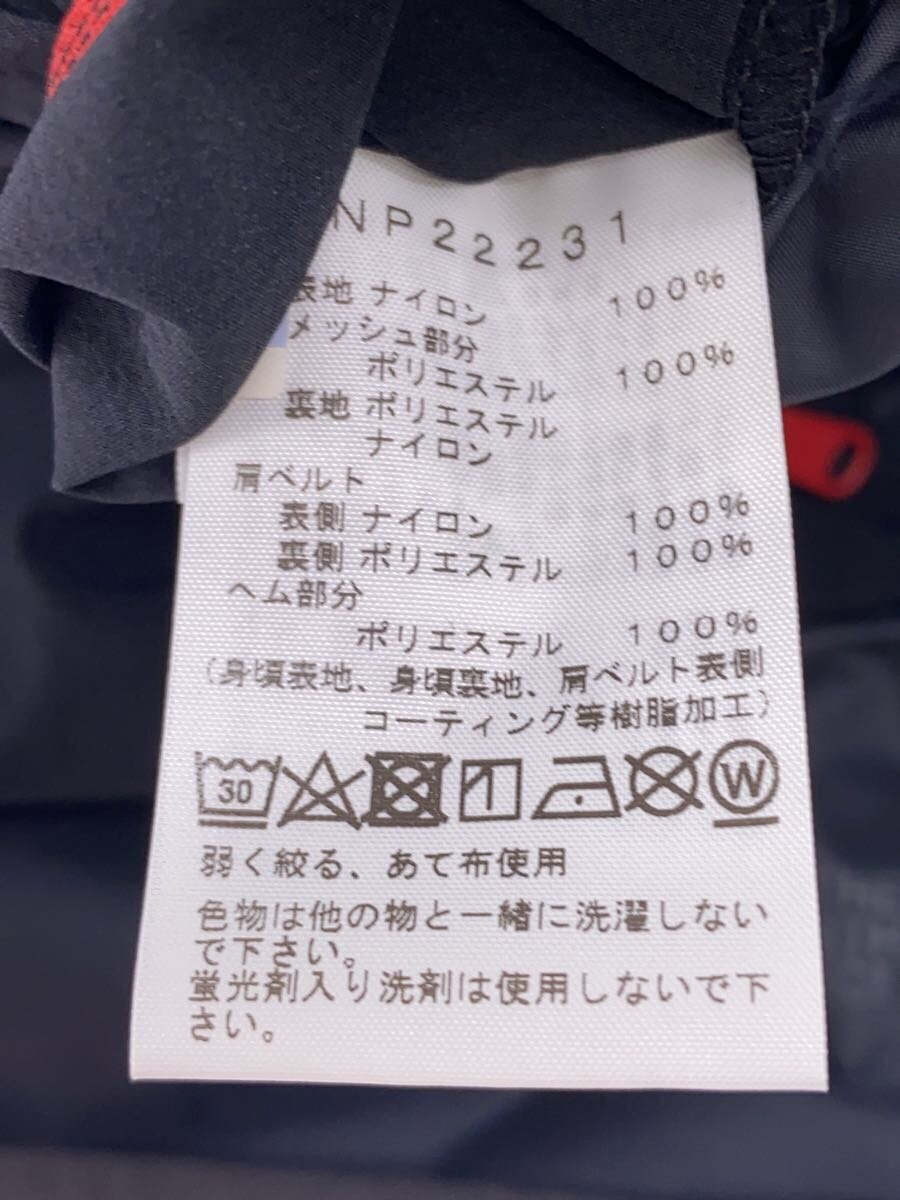 NP22231
表地 ナイロン 100%
メッシュ部分
ポリエステル 100%
裏地 ポリエステル
ナイロン
肩ベルト
表側 ナイロン 100%
裏側 ポリエステル 100%
ヘム部分
ポリエステル 100%
(身頃表地、身頃裏地、肩ベルト表側
コーティング等樹脂加工)
30 W
弱く絞る、あて布使用
色物は他の物と一緒に洗濯しない
で下さい。
蛍光剤入り洗剤は使用しないで下
さい。